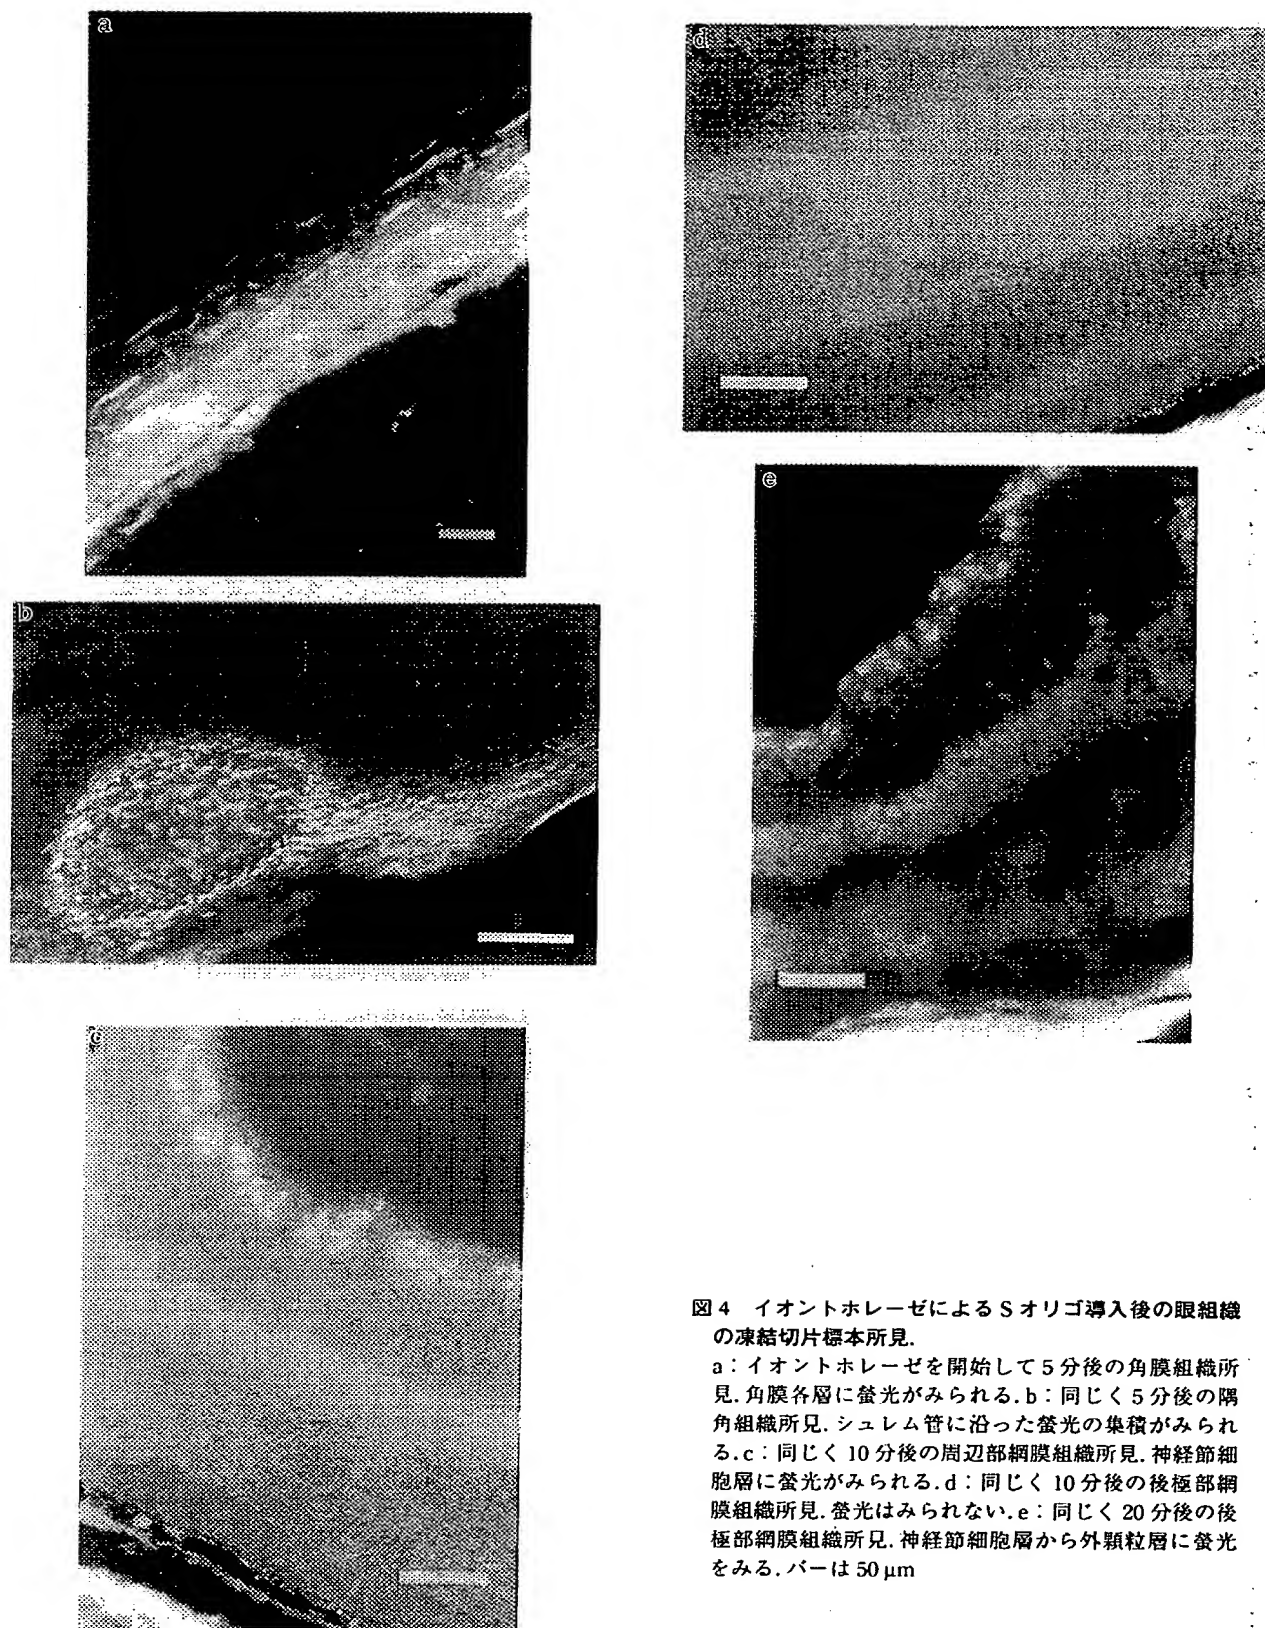 a
b
c
d
e
図4 イオントホレーゼによるSオリゴ導入後の眼組織
の凍結切片標本所見.
a：イオントホレーゼを開始して5分後の角膜組織所
見.角膜各層に螢光がみられる.b：同じく5分後の隅
角組織所見.シュレム管に沿った螢光の集積がみられ
る.c：同じく10分後の周辺部網膜組織所見.神経節細
胞層に螢光がみられる.d：同じく10分後の後極部網
膜組織所見.螢光はみられない.e：同じく20分後の後
極部網膜組織所見.神経節細胞層から外顆粒層に螢光
をみる.バーは50μm